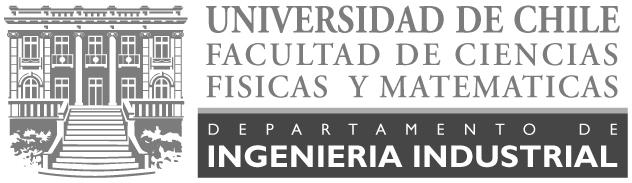 UNIVERSIDAD DE CHILE
FACULTAD DE CIENCIAS
FISICAS Y MATEMATICAS
DEPARTAMENTO DE
INGENIERIA INDUSTRIAL